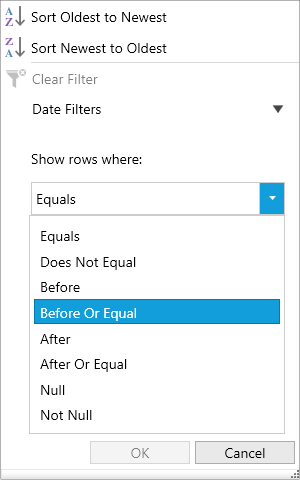 Sort Oldest to Newest
Sort Newest to Oldest
Clear Filter
Date Filters
Show rows where:
Equals
Equals
Does Not Equal
Before
Before Or Equal
After
After Or Equal
Null
Not Null
OK Cancel